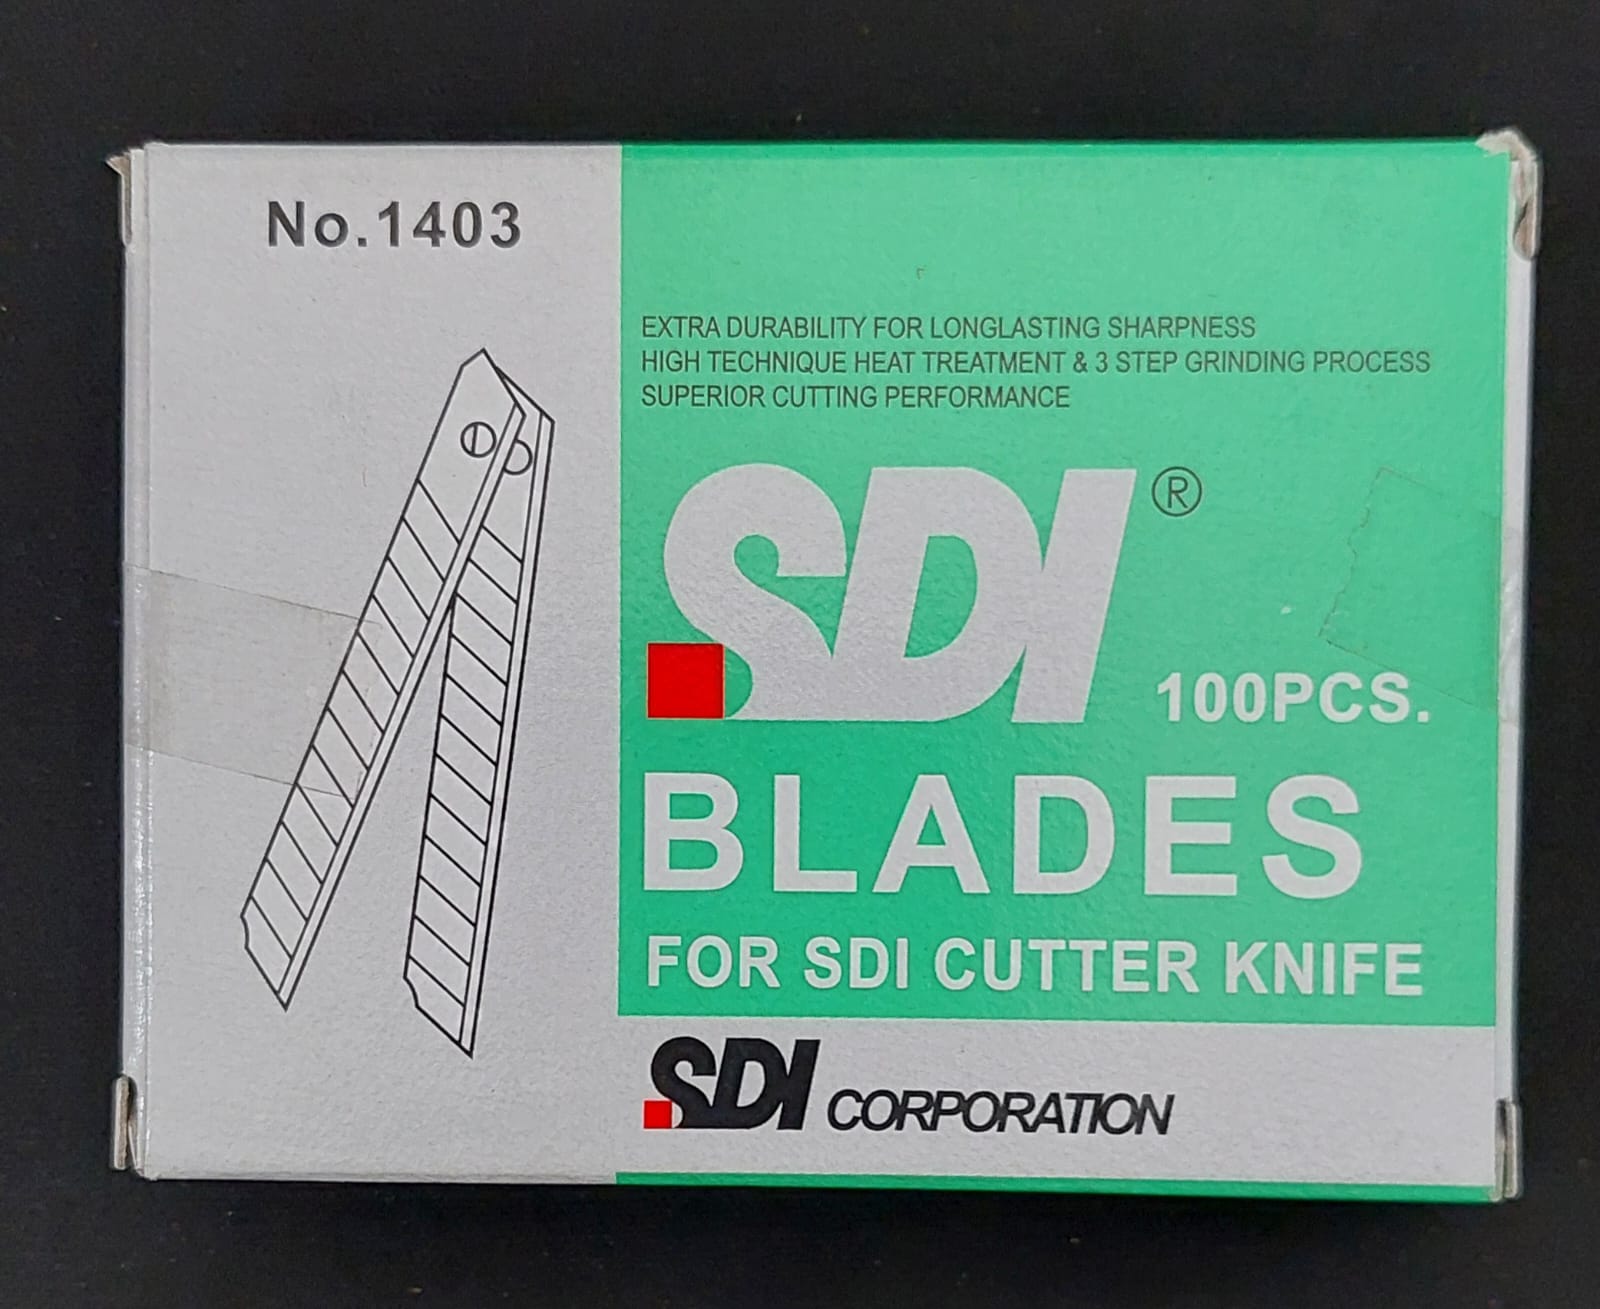 No.1403
EXTRA DURABILITY FOR LONGLASTING SHARPNESS
HIGH TECHNIQUE HEAT TREATMENT & 3 STEP GRINDING PROCESS
SUPERIOR CUTTING PERFORMANCE
SDI® 100PCS.
BLADES
FOR SDI CUTTER KNIFE
SDI CORPORATION